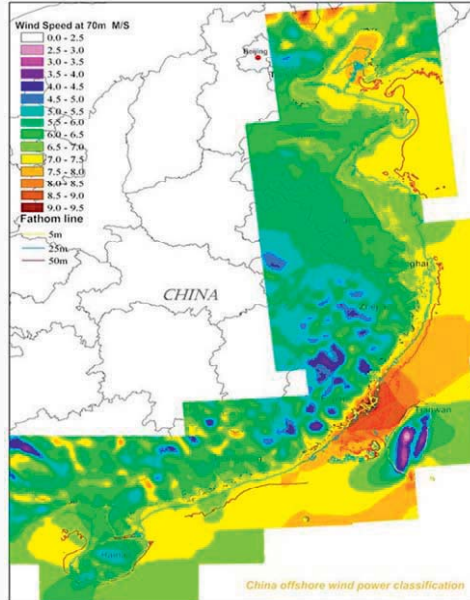 Wind Speed at 70m M/S
0.0 - 2.5
2.5 - 3.0
3.0 - 3.5
3.5 - 4.0
4.0 - 4.5
4.5 - 5.0
5.0 - 5.5
5.5 - 6.0
6.0 - 6.5
6.5 - 7.0
7.0 - 7.5
7.5 - 8.0
8.0 - 8.5
8.5 - 9.0
9.0 - 9.5
Fathom line
5m
25m
50m
Beijing
T
ghai
CHINA
Taiwan
Hainan
China offshore wind power classification